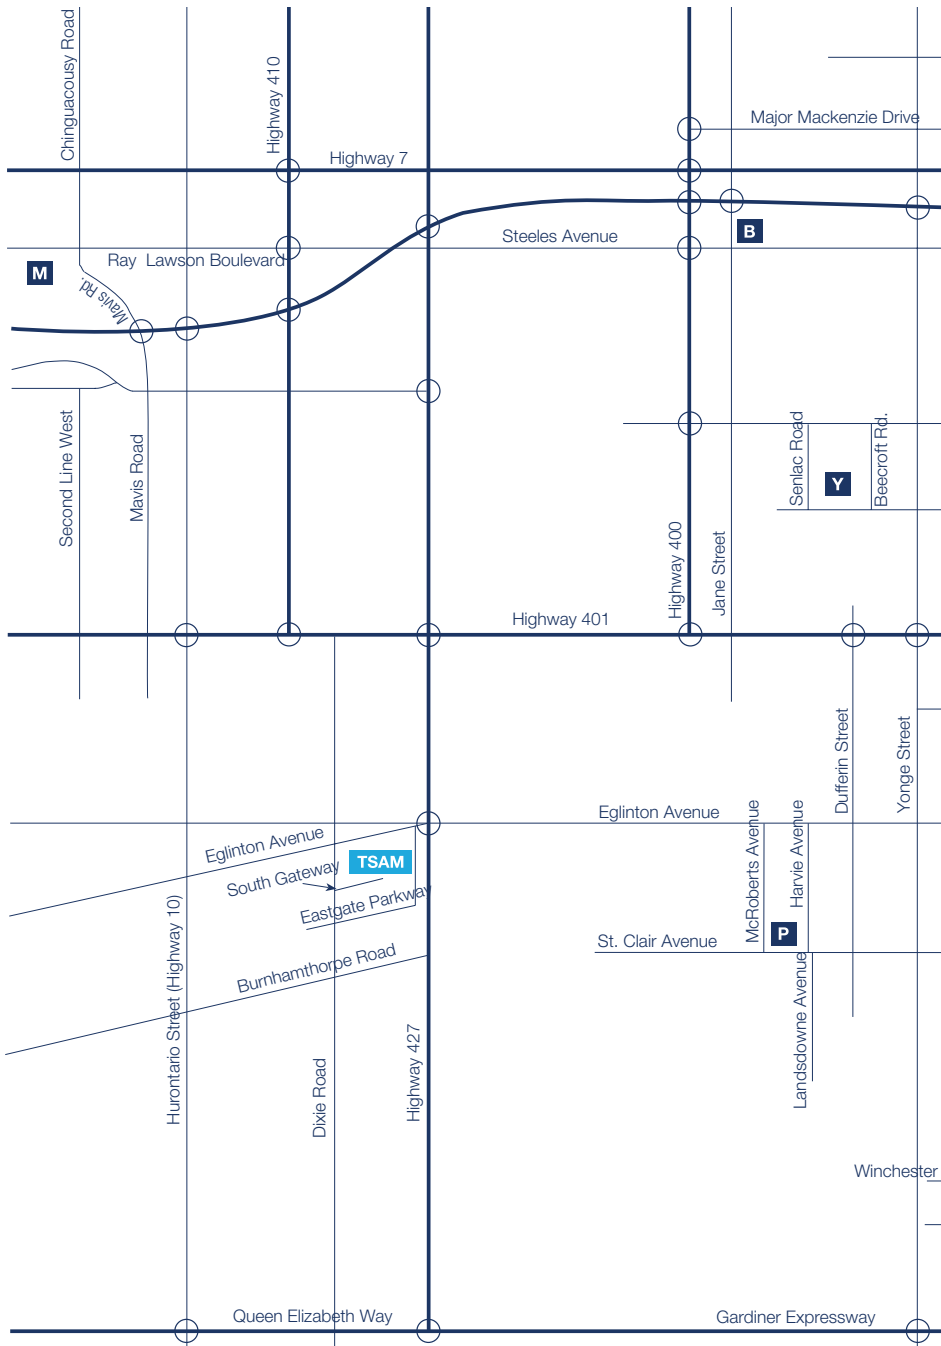 Chinguacousy Road
Highway 410
Major Mackenzie Drive
Highway 7
B
Steeles Avenue
Ray Lawson Boulevard
M
Mavis Rd.
Second Line West
Mavis Road
Senlac Road
Beecroft Rd.
Y
Highway 400
Jane Street
Highway 401
Dufferin Street
Yonge Street
Eglinton Avenue
McRoberts Avenue
Harvie Avenue
Eglinton Avenue
TSAM
South Gateway
Eastgate Parkway
P
St. Clair Avenue
Burnhamthorpe Road
Hurontario Street (Highway 10)
Landsdowne Avenue
Highway 427
Dixie Road
Winchester
Queen Elizabeth Way
Gardiner Expressway